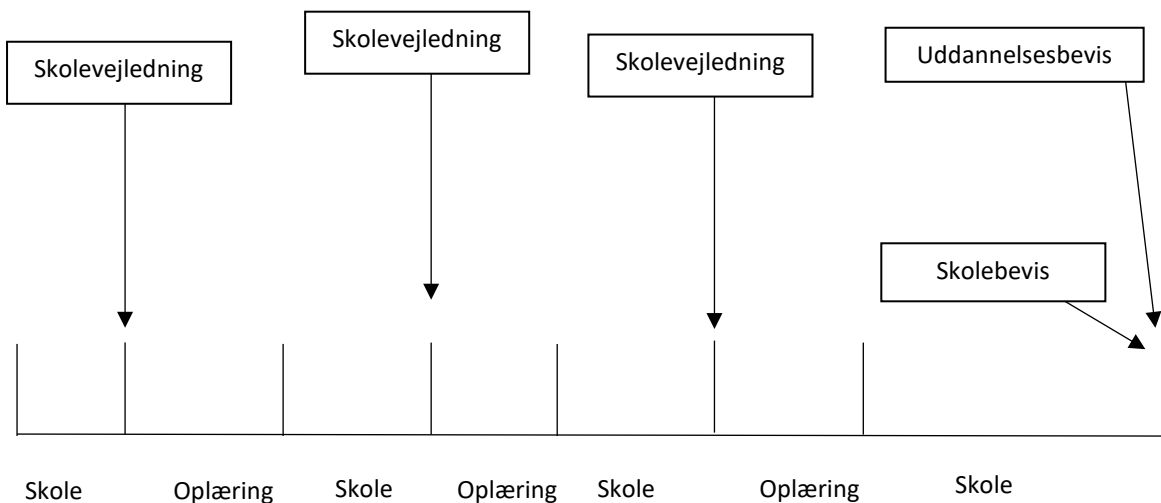 Skolevejledning
Skolevejledning
Skolevejledning
Uddannelsesbevis
Skolebevis
Skole
Oplæring
Skole
Oplæring
Skole
Oplæring
Skole